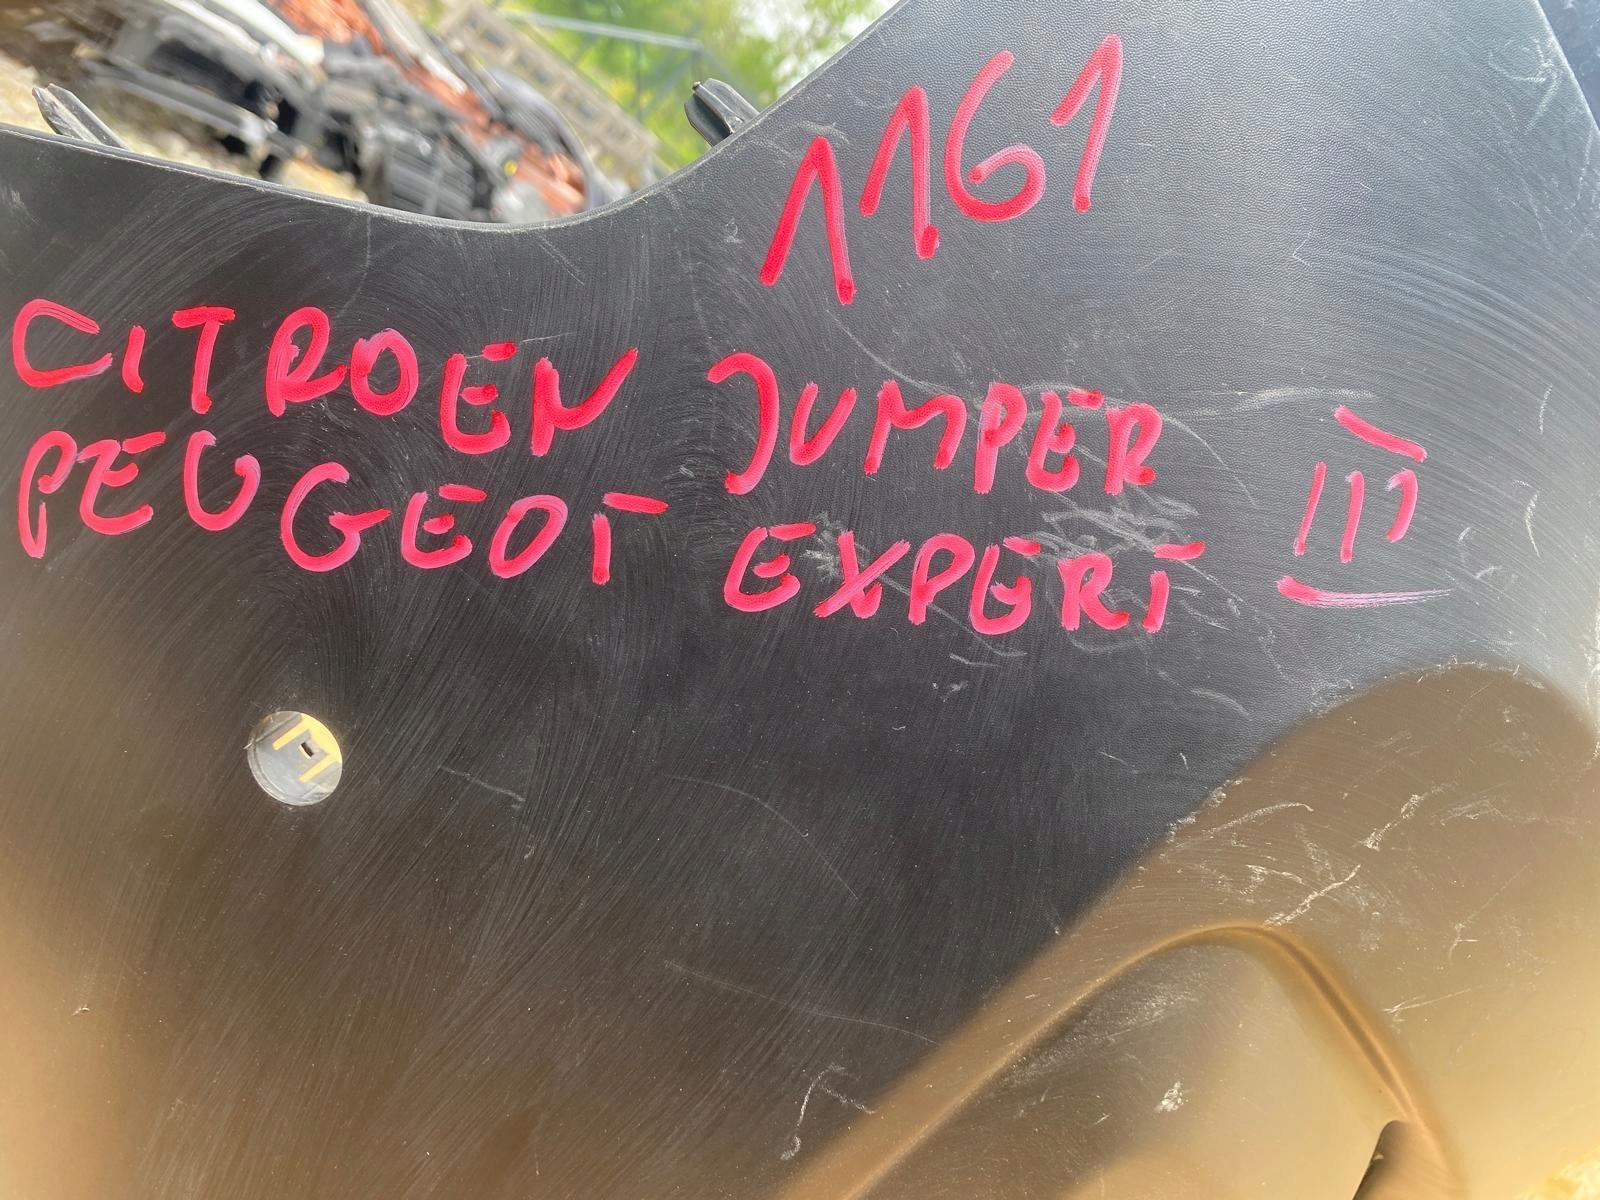 1161
CITROEN JUMPER III
PEUGEOT EXPERT